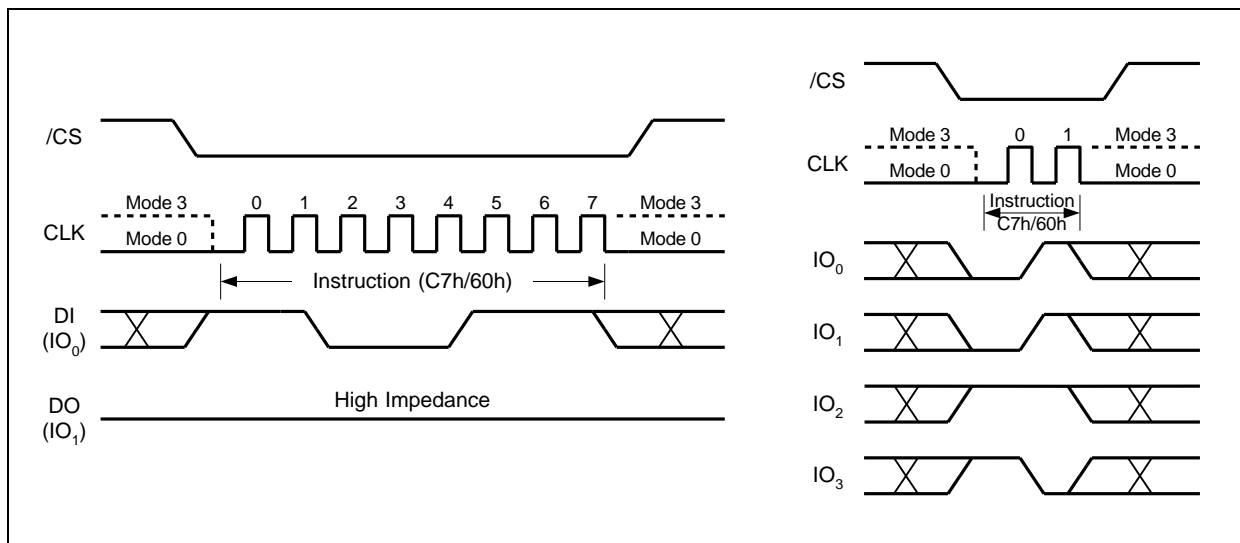 /CS
Mode 3 0 1 2 3 4 5 6 7 Mode 3
CLK Mode 0 Mode 0
Instruction (C7h/60h)
DI
(IO0)
High Impedance
DO
(IO1)
/CS
Mode 3 0 1 Mode 3
CLK Mode 0 Mode 0
Instruction
C7h/60h
IO0
IO1
IO2
IO3